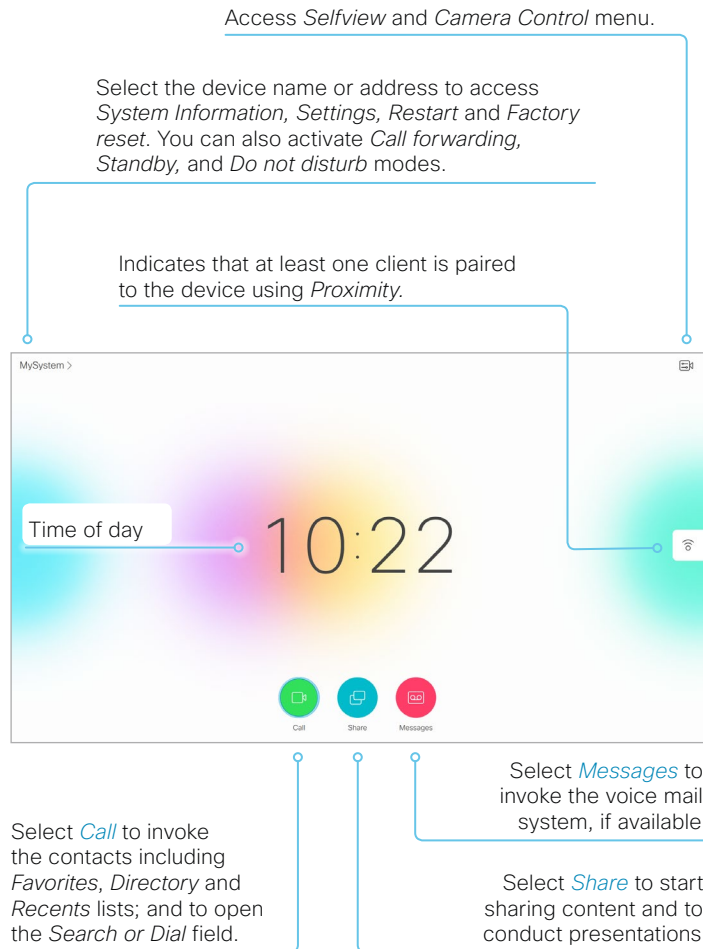 Access Selfview and Camera Control menu.
Select the device name or address to access
System Information, Settings, Restart and Factory
reset. You can also activate Call forwarding,
Standby, and Do not disturb modes.
Indicates that at least one client is paired
to the device using Proximity.
MySystem >
Time of day
10:22
Call
Share
Messages
Select Messages to
invoke the voice mail
system, if available
Select Call to invoke
the contacts including
Favorites, Directory and
Recents lists; and to open
the Search or Dial field.
Select Share to start
sharing content and to
conduct presentations